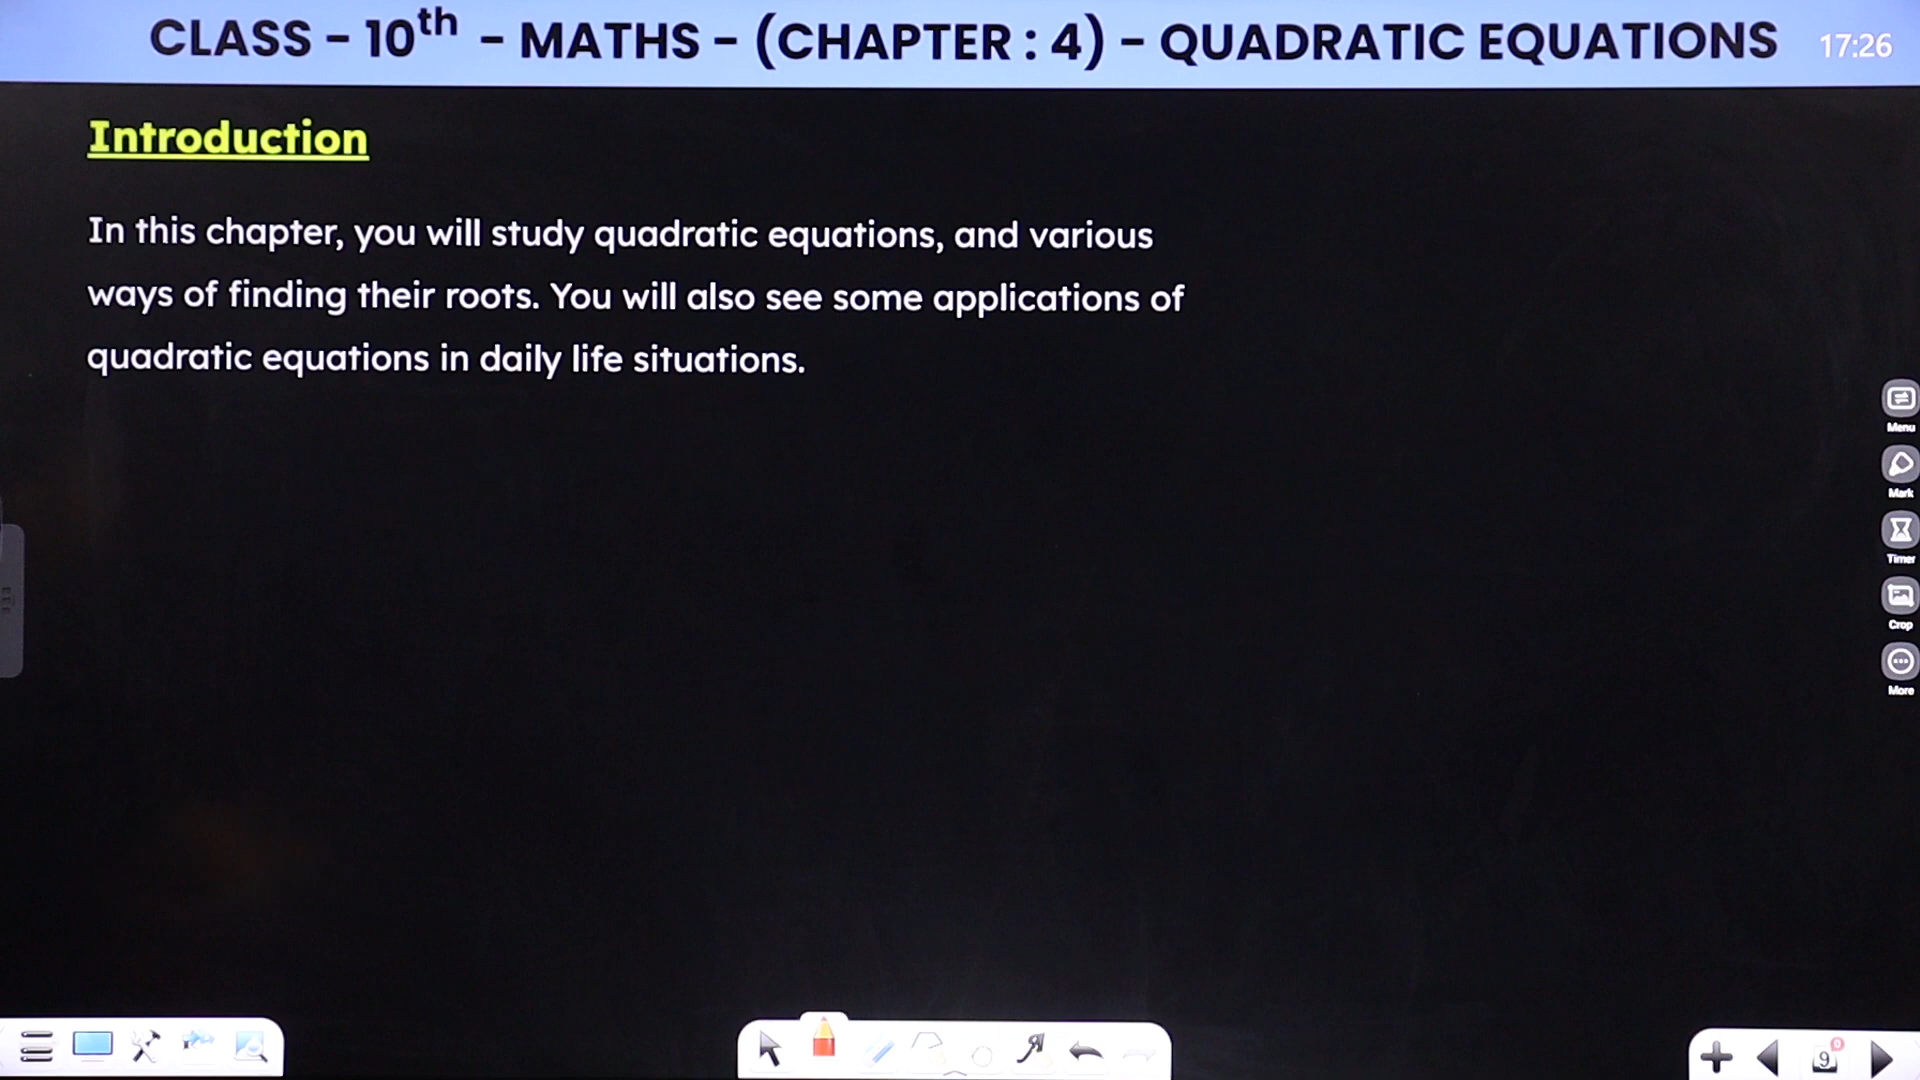 CLASS - 10th - MATHS - (CHAPTER : 4) - QUADRATIC EQUATIONS
17:26
Introduction
In this chapter, you will study quadratic equations, and various
ways of finding their roots. You will also see some applications of
quadratic equations in daily life situations.
Menu
Mark
Timer
Crop
More
9
0